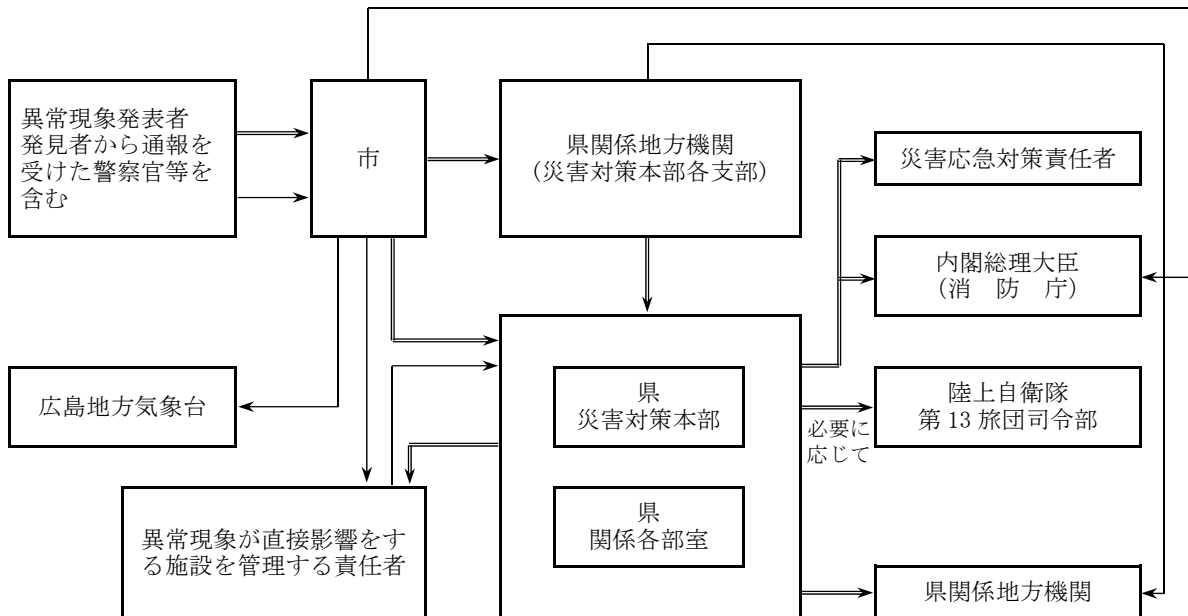 異常現象発表者
発見者から通報を
受けた警察官等を
含む
市
県関係地方機関
（災害対策本部各支部）
災害応急対策責任者
内閣総理大臣
（消　防　庁）
広島地方気象台
県
災害対策本部
必要に
応じて
陸上自衛隊
第 13 旅団司令部
異常現象が直接影響をす
る施設を管理する責任者
県
関係各部室
県関係地方機関